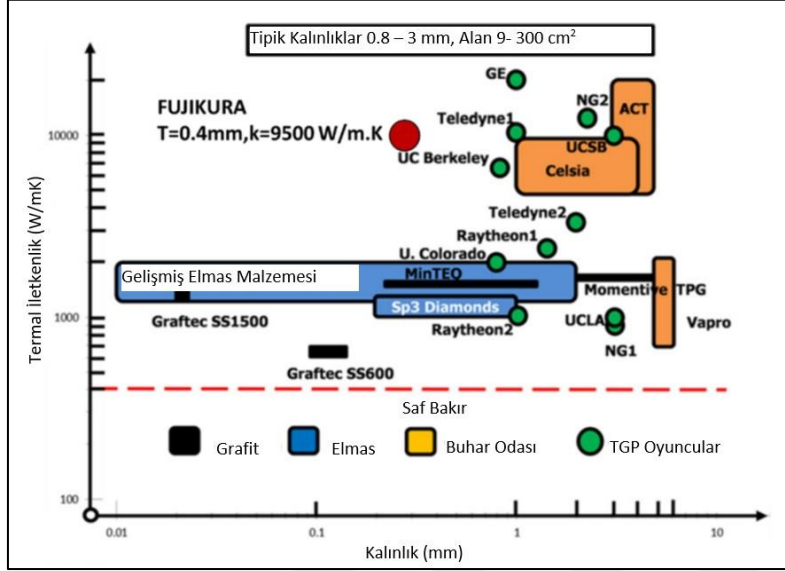 Tipik Kalınlıklar 0.8 – 3 mm, Alan 9- 300 cm²
GE
NG2
ACT
FUJIKURA
T=0.4mm,k=9500 W/m.K
Teledyne1
10000
UCSB
UC Berkeley
Celsia
Teledyne2
Raytheon1
U. Colorado
Gelişmiş Elmas Malzemesi
MinTEQ
Momentive TPG
Sp3 Diamonds
Graftec SS1500
1000
Raytheon2
UCLA
Vapro
NG1
Graftec SS600
Saf Bakır
Grafit
Elmas
Buhar Odası
TGP Oyuncular
100
0.01
0.1
1
10
Kalınlık (mm)
Termal İletkenlik (W/mK)